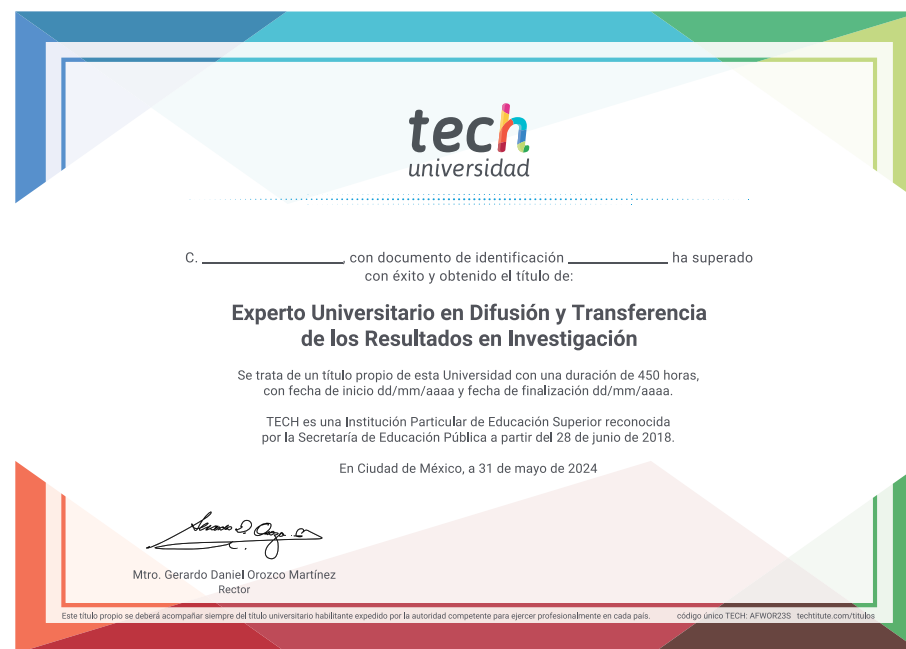 tech
universidad
C. ____________, con documento de identificación ____________ ha superado
con éxito y obtenido el título de:
Experto Universitario en Difusión y Transferencia
de los Resultados en Investigación
Se trata de un título propio de esta Universidad con una duración de 450 horas,
con fecha de inicio dd/mm/aaaa y fecha de finalización dd/mm/aaaa.
TECH es una Institución Particular de Educación Superior reconocida
por la Secretaría de Educación Pública a partir del 28 de junio de 2018.
En Ciudad de México, a 31 de mayo de 2024
Mtro. Gerardo Daniel Orozco Martínez
Rector
Este título propio se deberá acompañar siempre del título universitario habilitante expedido por la autoridad competente para ejercer profesionalmente en cada país. código único TECH: AFWOR23S techtitute.com/titulos